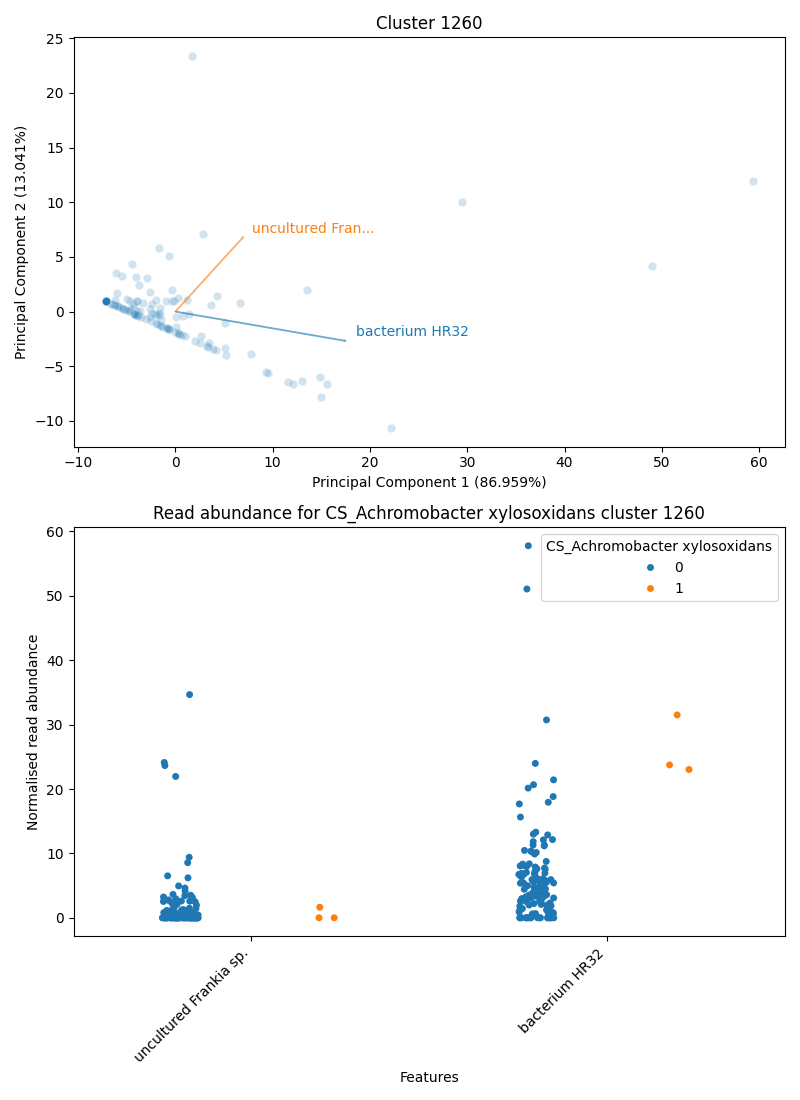 Cluster 1260
25
20
15
10
5
0
−5
−10
Principal Component 2 (13.041%)
uncultured Fran...
bacterium HR32
−10
0
10
20
30
40
50
60
Principal Component 1 (86.959%)
Read abundance for CS_Achromobacter xylosoxidans cluster 1260
60
50
40
30
20
10
0
Normalised read abundance
CS_Achromobacter xylosoxidans
0
1
uncultured Frankia sp.
bacterium HR32
Features